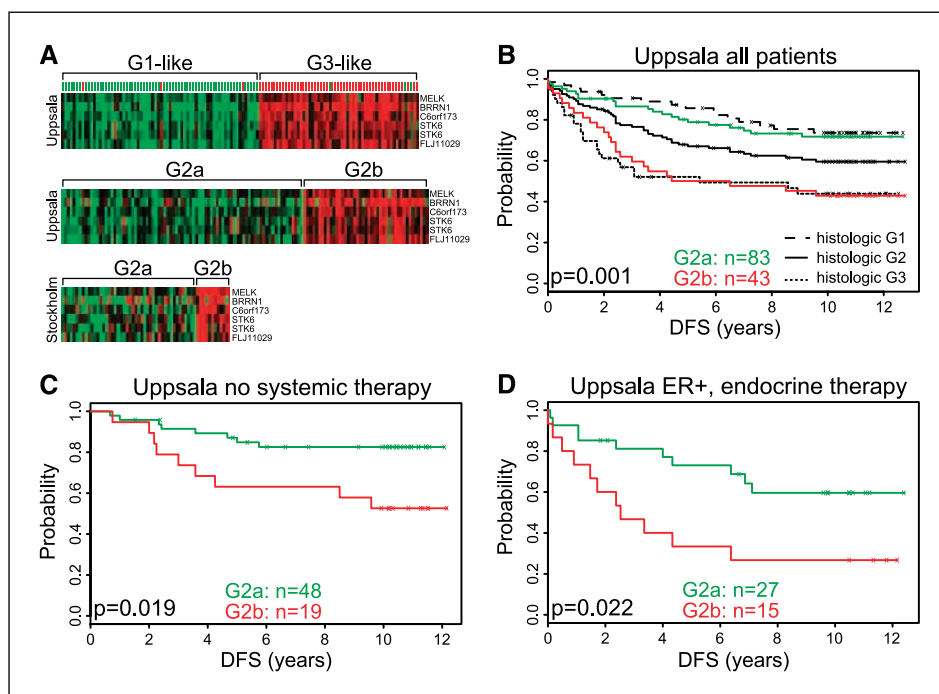 A
G1-like G3-like
Uppsala
MELK
BRRN1
C6orf173
STK6
STK6
FLJ11029
G2a G2b
Uppsala
MELK
BRRN1
C6orf173
STK6
STK6
FLJ11029
G2a G2b
Stockholm
MELK
BRRN1
C6orf173
STK6
STK6
FLJ11029
B Uppsala all patients
Probability
1.0
0.8
0.6
0.4
0.2
0.0
G2a: n=83
G2b: n=43
p=0.001
histologic G1
histologic G2
histologic G3
0 2 4 6 8 10 12
DFS (years)
C Uppsala no systemic therapy
Probability
1.0
0.8
0.6
0.4
0.2
0.0
G2a: n=48
G2b: n=19
p=0.019
0 2 4 6 8 10 12
DFS (years)
D Uppsala ER+, endocrine therapy
Probability
1.0
0.8
0.6
0.4
0.2
0.0
G2a: n=27
G2b: n=15
p=0.022
0 2 4 6 8 10 12
DFS (years)